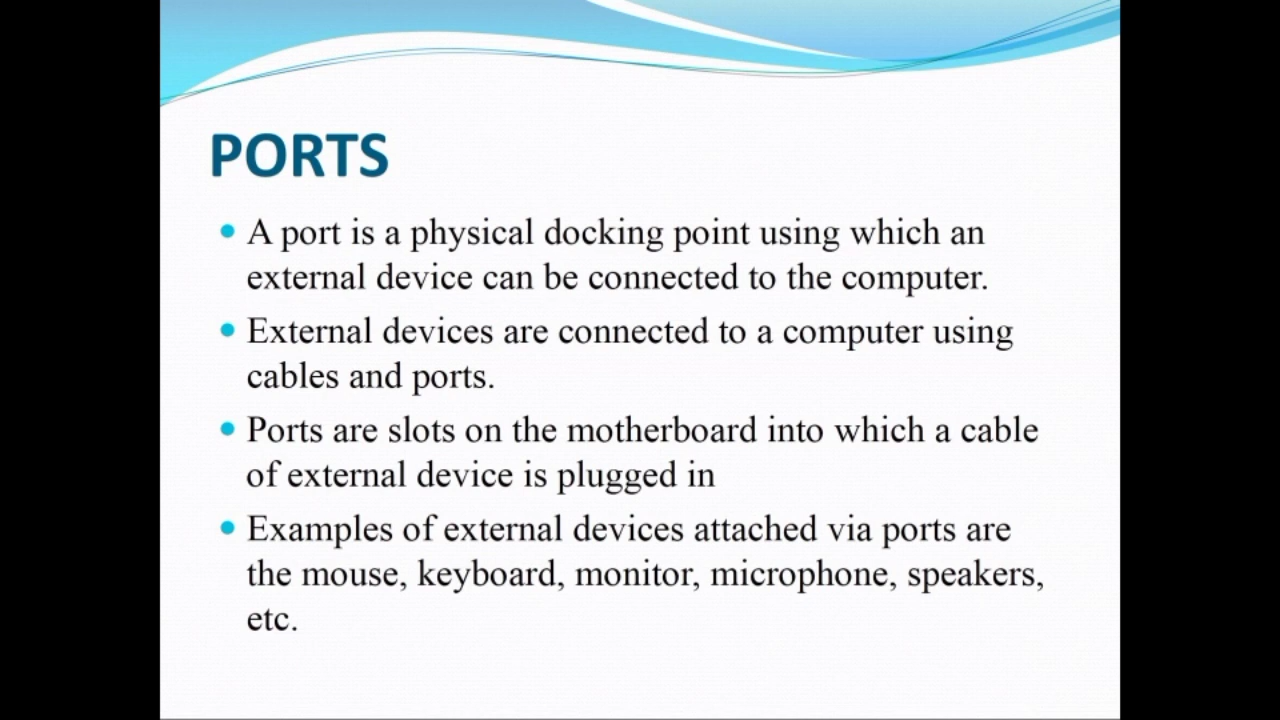 PORTS
• A port is a physical docking point using which an
external device can be connected to the computer.
• External devices are connected to a computer using
cables and ports.
• Ports are slots on the motherboard into which a cable
of external device is plugged in
• Examples of external devices attached via ports are
the mouse, keyboard, monitor, microphone, speakers,
etc.